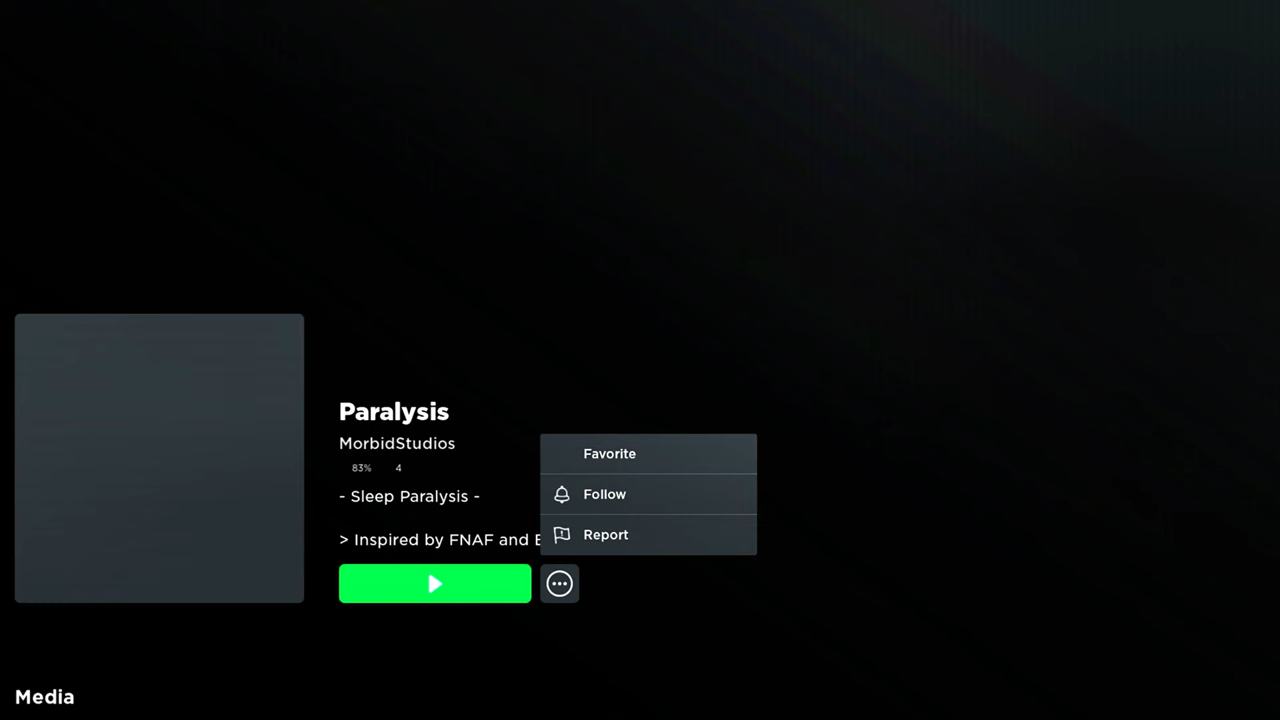 Paralysis
MorbidStudios
83% 4
- Sleep Paralysis -
> Inspired by FNAF and
Favorite
Follow
Report
Media